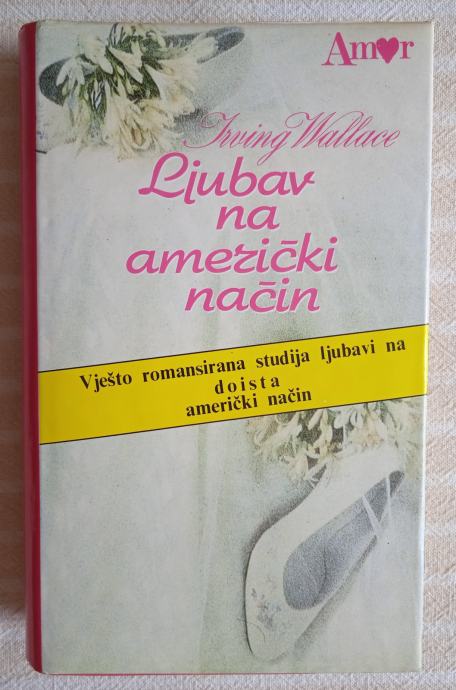 Amor
Irving Wallace
Ljubav
na
američki
način
Vješto romansirana studija ljubavi na
doista
američki način